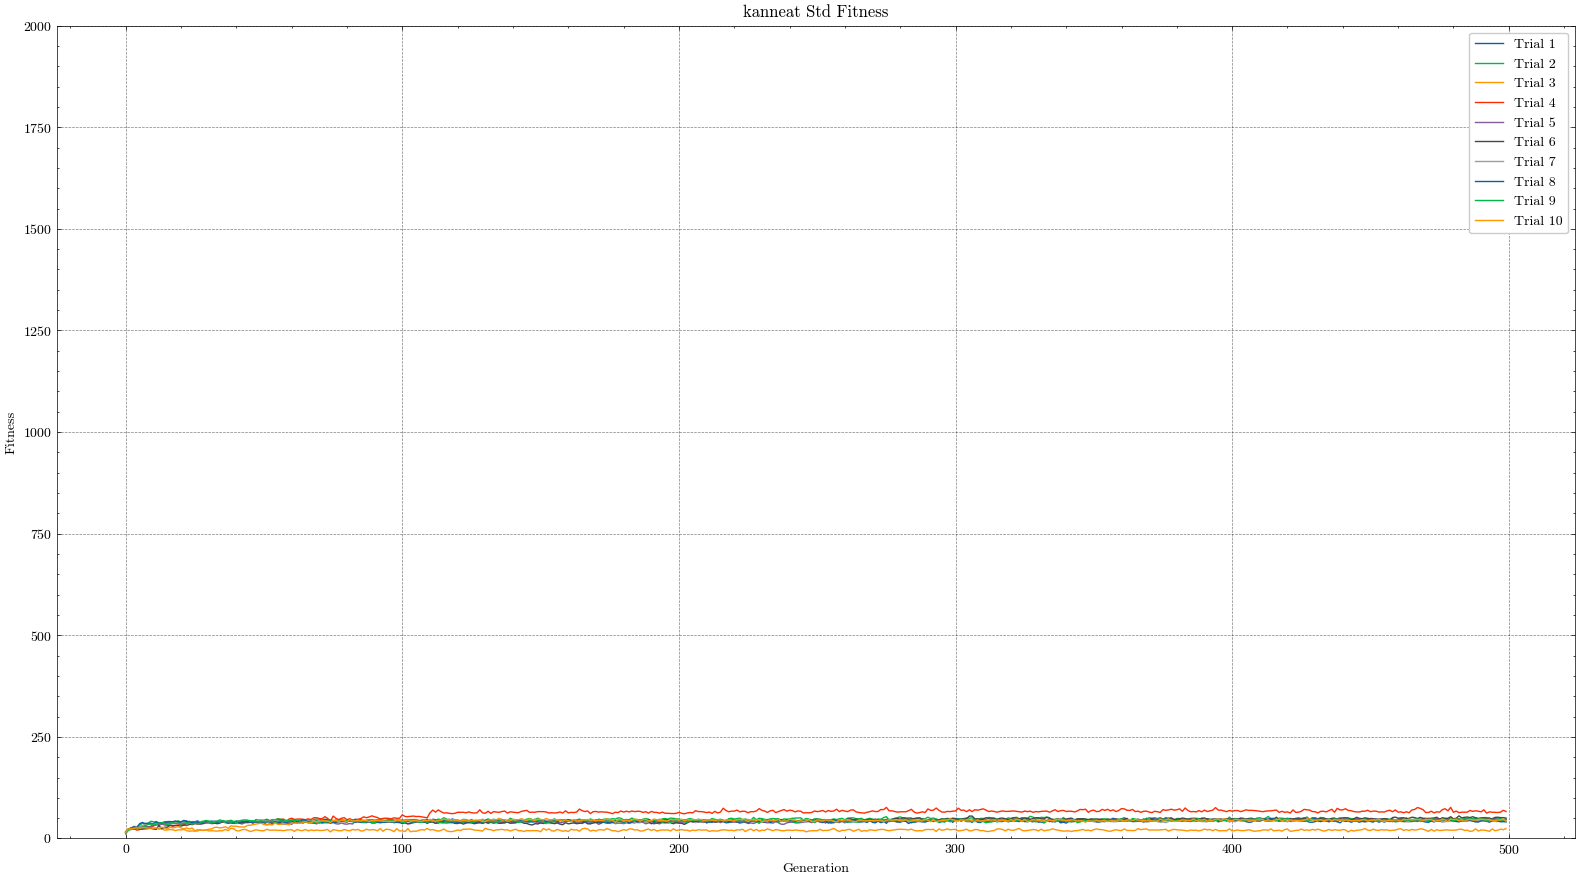 kanneat Std Fitness
2000
1750
1500
1250
1000
750
500
250
0
Fitness
0 100 200 300 400 500
Generation
Trial 1
Trial 2
Trial 3
Trial 4
Trial 5
Trial 6
Trial 7
Trial 8
Trial 9
Trial 10